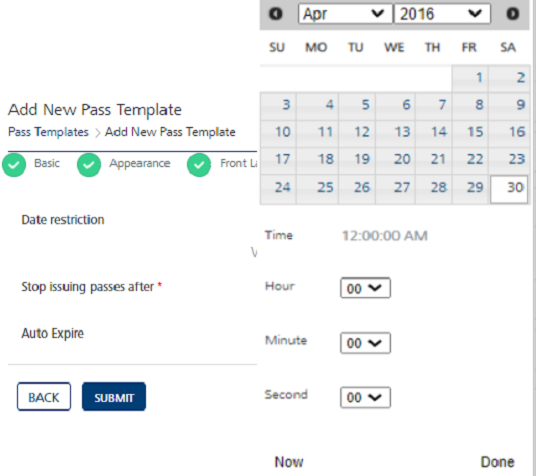 Apr 2016
SU MO TU WE TH FR SA
1 2
3 4 5 6 7 8 9
10 11 12 13 14 15 16
17 18 19 20 21 22 23
24 25 26 27 28 29 30
Add New Pass Template
Pass Templates > Add New Pass Template
Basic Appearance Front
Date restriction
Time 12:00:00 AM
Stop issuing passes after *
Hour 00
Auto Expire
Minute 00
BACK SUBMIT
Second 00
Now Done